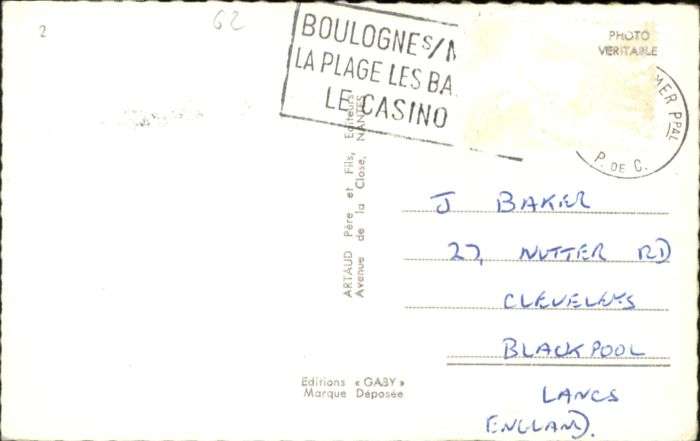 2
62
BOULOGNE S/M
LA PLAGE LES BA
LE CASINO
PHOTO
VERITABLE
MER Ppal
P. DE C.
ARTAUD Père et Fils, Editeurs
Avenue de la Close, NANTES
J BAKER
27, NUTTER RD
CLEVELEYS
BLACKPOOL
LANCS
ENGLAND.
Editions « GABY »
Marque Déposée